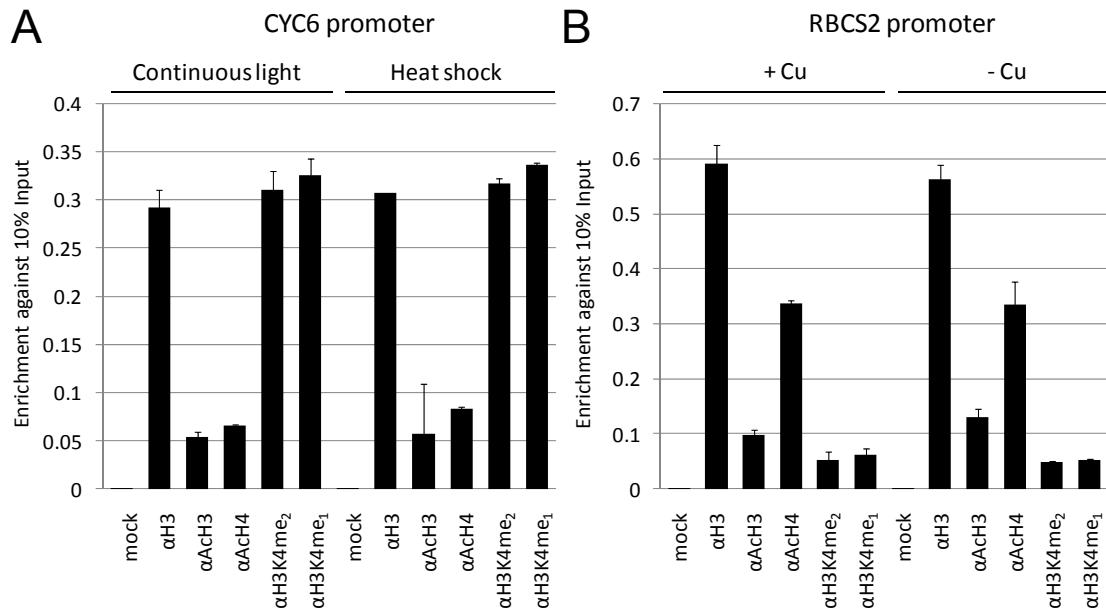 A
CYC6 promoter
Continuous light
Heat shock
Enrichment against 10% Input
0.4
0.35
0.3
0.25
0.2
0.15
0.1
0.05
0
mock
αH3
αAcH3
αAcH4
αH3K4me₂
αH3K4me₁
mock
αH3
αAcH3
αAcH4
αH3K4me₂
αH3K4me₁
B
RBCS2 promoter
+ Cu
- Cu
Enrichment against 10% Input
0.7
0.6
0.5
0.4
0.3
0.2
0.1
0
mock
αH3
αAcH3
αAcH4
αH3K4me₂
αH3K4me₁
mock
αH3
αAcH3
αAcH4
αH3K4me₂
αH3K4me₁